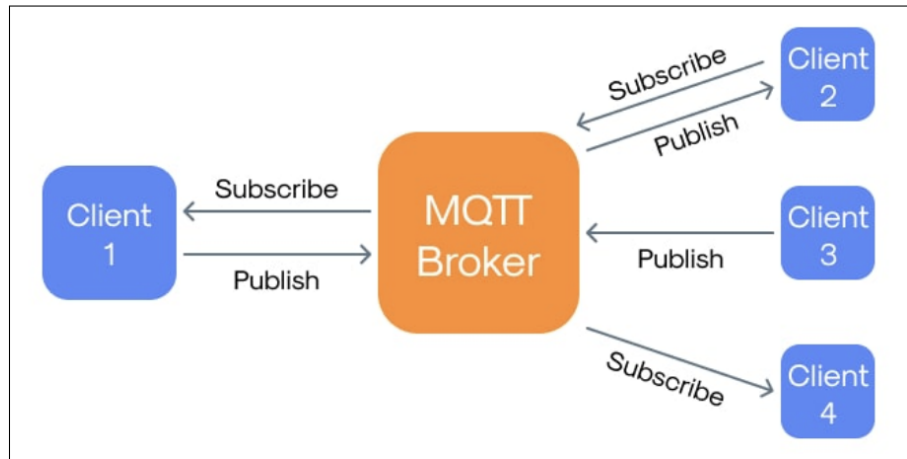 Client
1
Subscribe
Publish
MQTT
Broker
Subscribe
Publish
Client
2
Publish
Client
3
Subscribe
Client
4